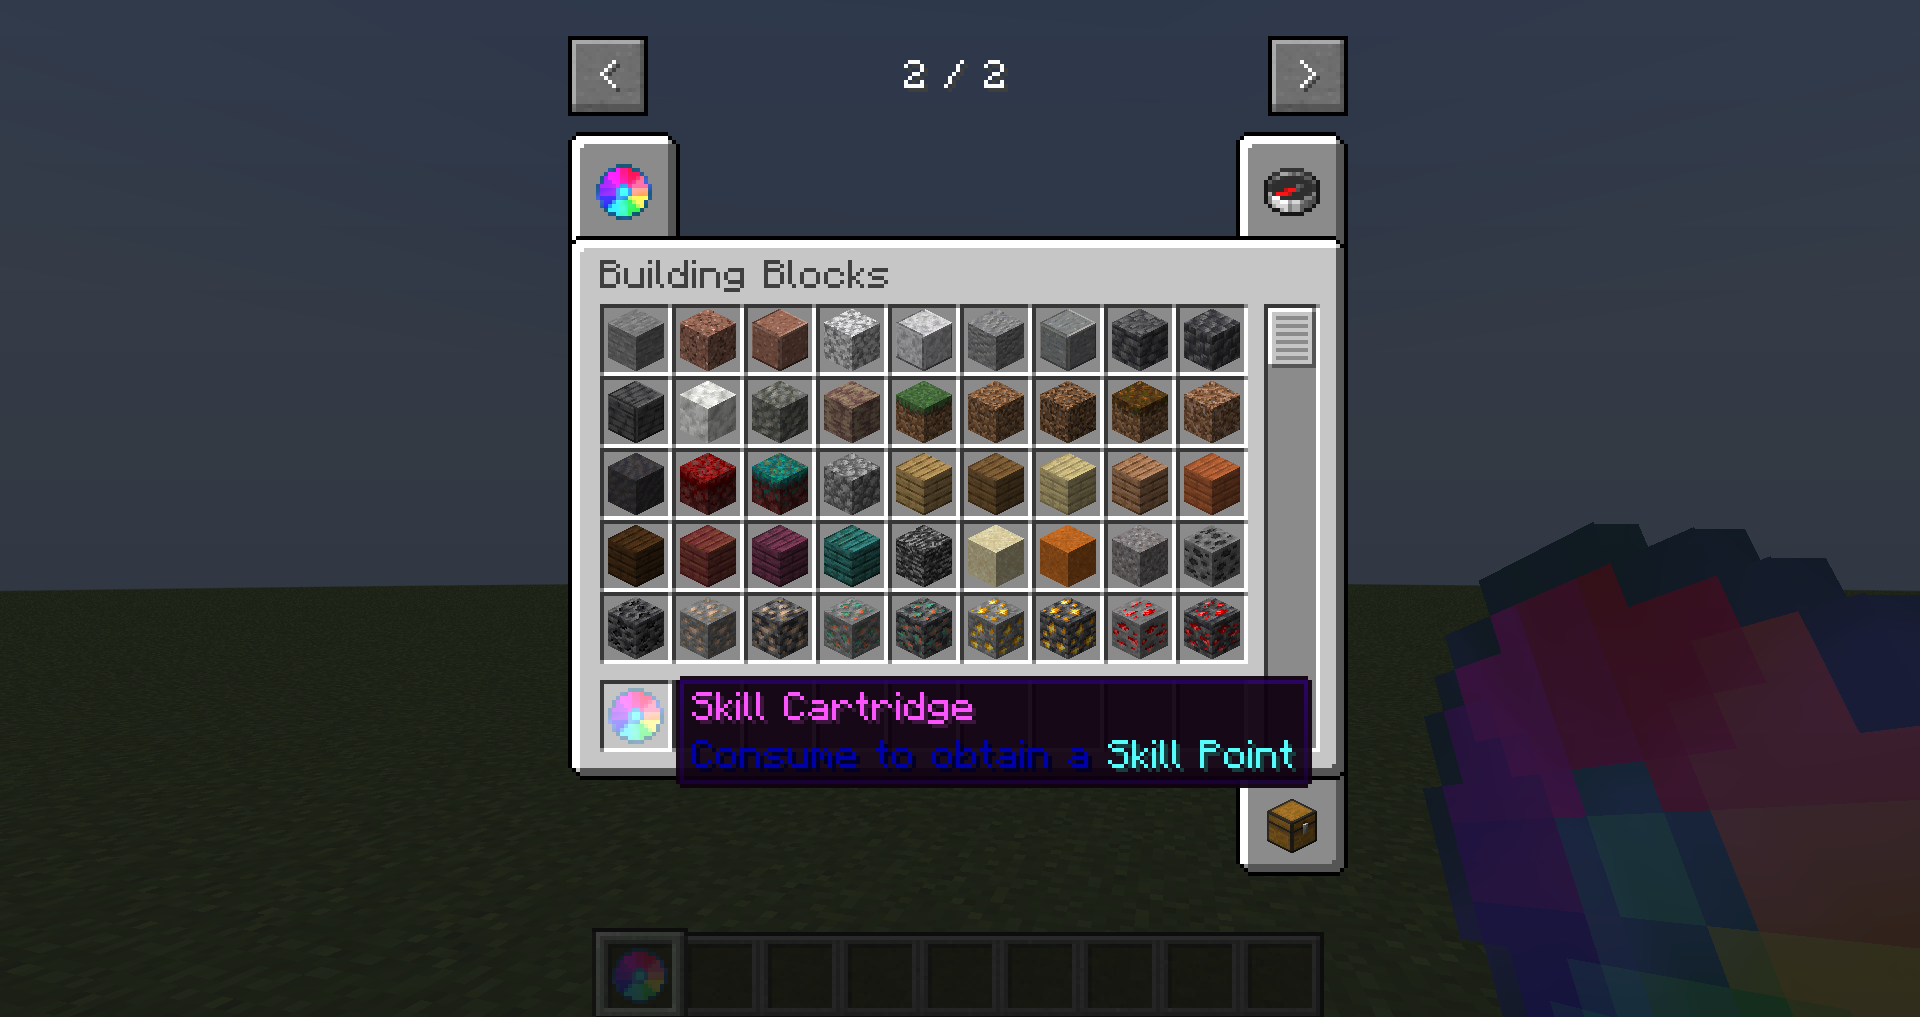 <
2 / 2
>
Building Blocks
Skill Cartridge
Consume to obtain a Skill Point